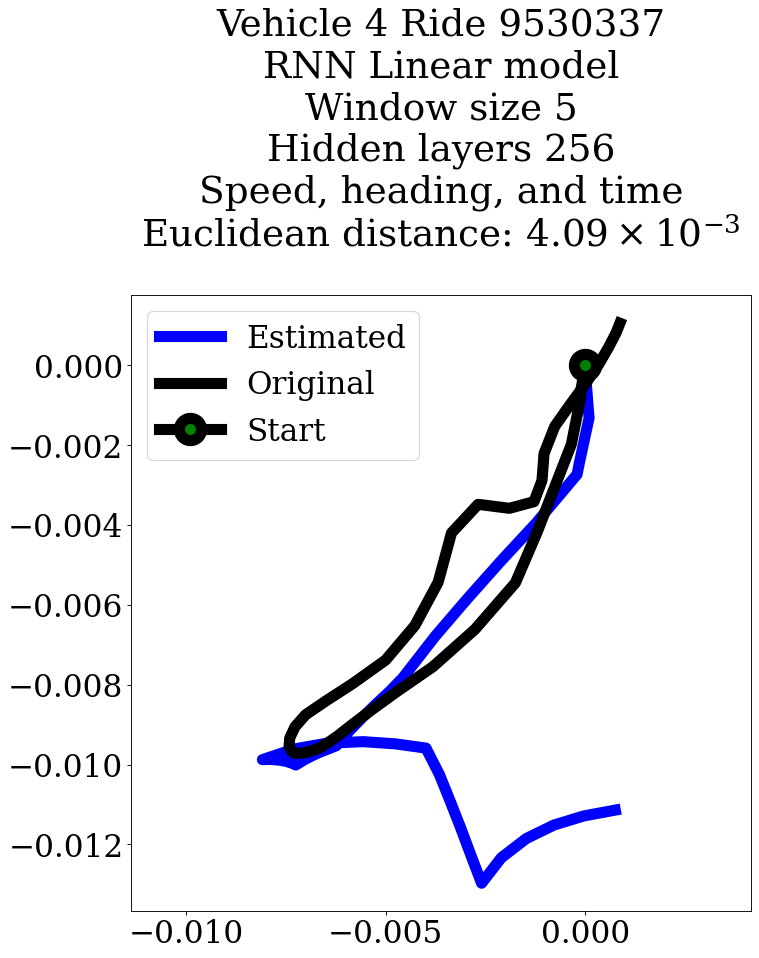 Vehicle 4 Ride 9530337
RNN Linear model
Window size 5
Hidden layers 256
Speed, heading, and time
Euclidean distance: 4.09 × 10⁻³
Estimated
Original
Start
0.000
−0.002
−0.004
−0.006
−0.008
−0.010
−0.012
−0.010 −0.005 0.000